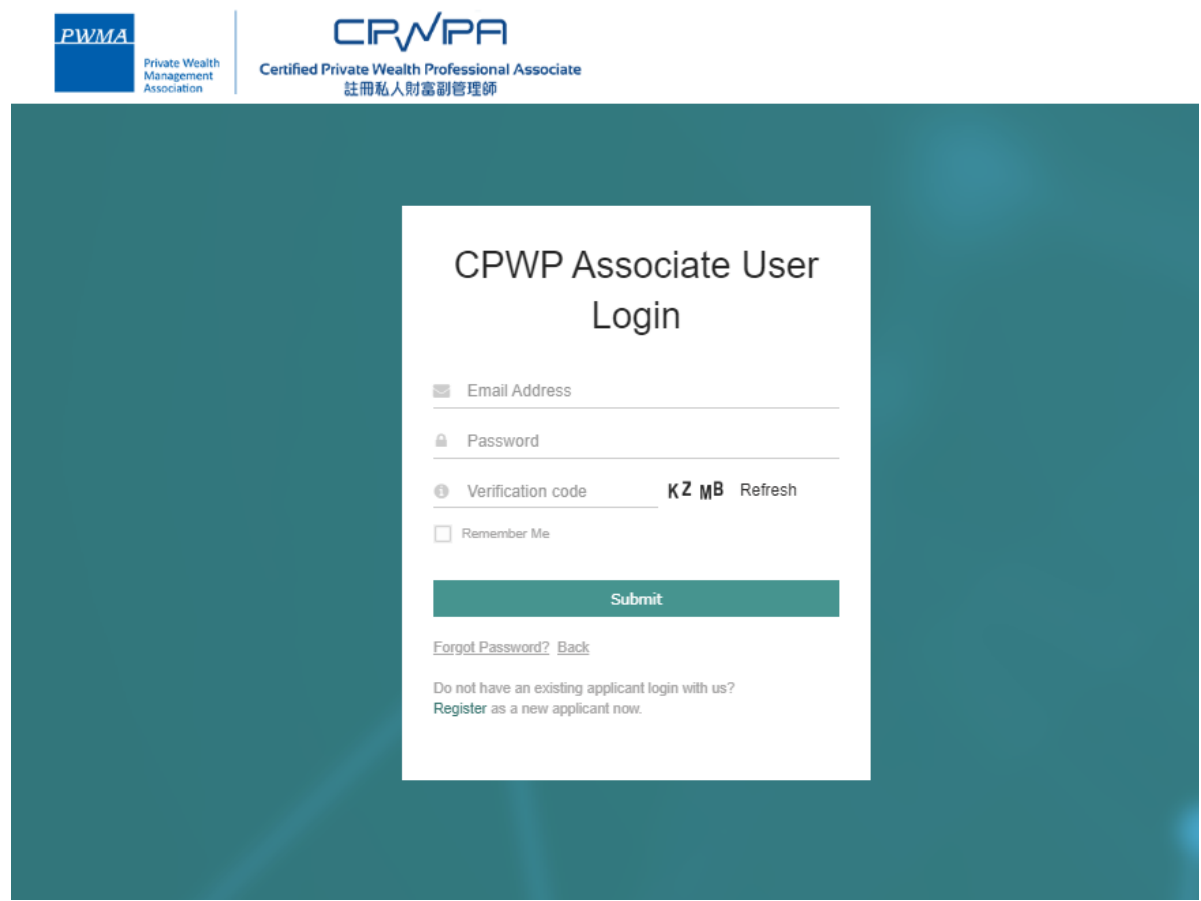 PWMA
Private Wealth
Management
Association
CPWPA
Certified Private Wealth Professional Associate
註冊私人財富副管理師
CPWP Associate User
Login
Email Address
Password
Verification code KZ MB Refresh
Remember Me
Submit
Forgot Password? Back
Do not have an existing applicant login with us?
Register as a new applicant now.